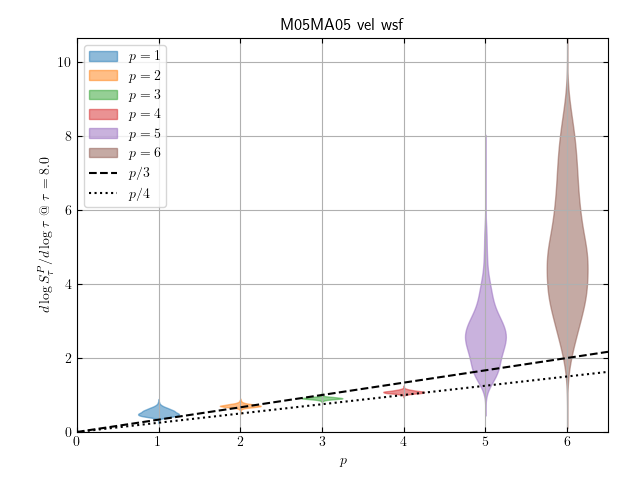 M05MA05 vel wsf
10
8
6
4
2
0
d log S_τ^P / d log τ @ τ = 8.0
p = 1
p = 2
p = 3
p = 4
p = 5
p = 6
p/3
p/4
0 1 2 3 4 5 6
p